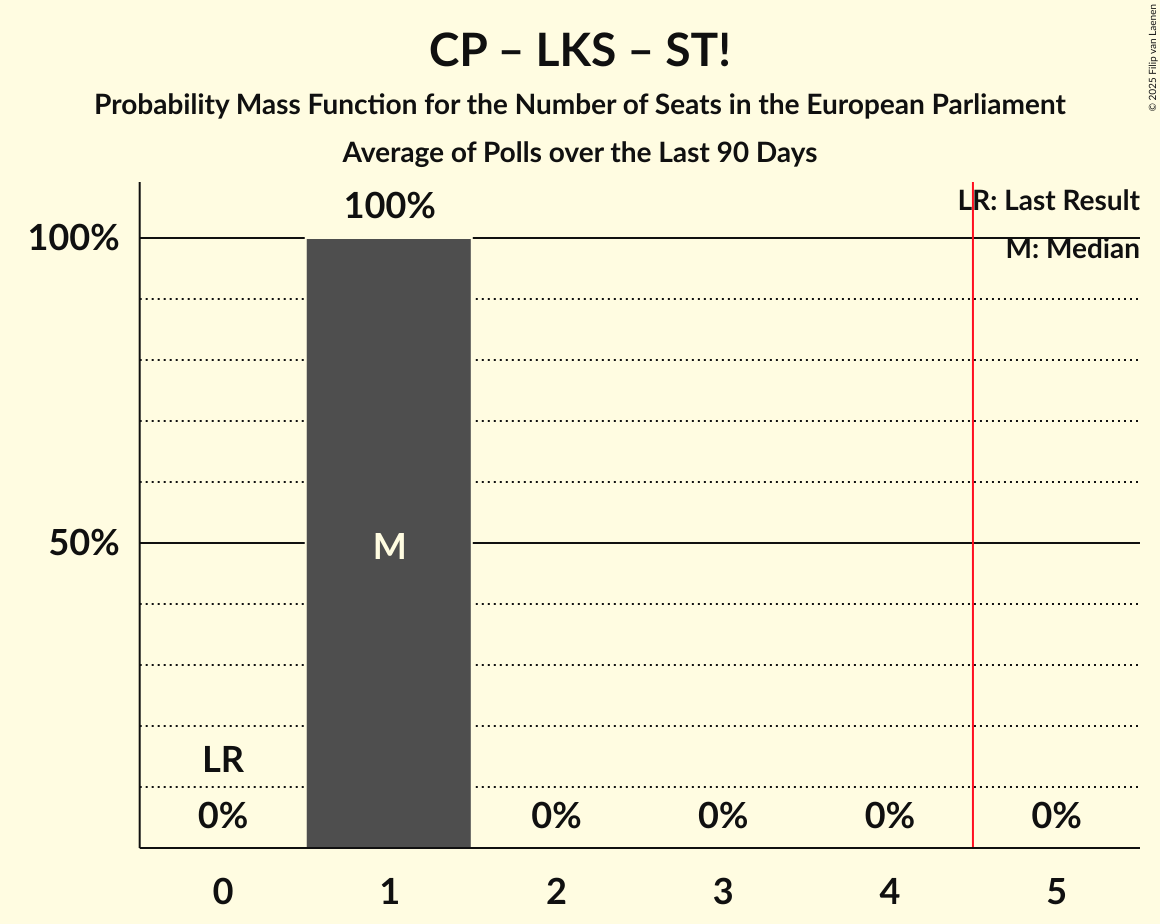 CP – LKS – ST!
Probability Mass Function for the Number of Seats in the European Parliament
Average of Polls over the Last 90 Days
© 2025 Filip van Laenen
100%
LR: Last Result
100%
M: Median
50%
M
LR
0%
0%
0%
0%
0%
0
1
2
3
4
5